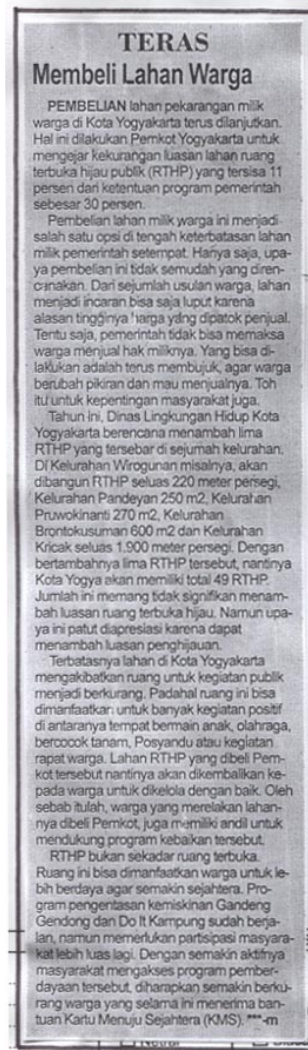 TERAS
Membeli Lahan Warga
PEMBELIAN lahan pekarangan milik
warga di Kota Yogyakarta terus dilanjutkan.
Hal ini dilakukan Pemkot Yogyakarta untuk
mengejar kekurangan luasan lahan ruang
terbuka hijau publik (RTHP) yang tersisa 11
persen dari ketentuan program pemerintah
sebesar 30 persen.
Pembelian lahan milik warga ini menjadi
salah satu opsi di tengah keterbatasan lahan
milik pemerintah setempat. Hanya saja, upa-
ya pembelian ini tidak semudah yang diren-
canakan. Dari sejumlah usulan warga, lahan
menjadi incaran bisa saja luput karena
alasan tingginya harga yang dipatok penjual.
Tentu saja, pemerintah tidak bisa memaksa
warga menjual hak miliknya. Yang bisa di-
lakukan adalah terus membujuk, agar warga
berubah pikiran dan mau menjualnya. Toh
itu untuk kepentingan masyarakat juga.
Tahun ini, Dinas Lingkungan Hidup Kota
Yogyakarta berencana menambah lima
RTHP yang tersebar di sejumah kelurahan.
Di Kelurahan Wirogunan misalnya, akan
dibangun RTHP seluas 220 meter persegi,
Kelurahan Pandeyan 250 m2, Kelurahan
Pruwokinanti 270 m2, Kelurahan
Brontokusuman 600 m2 dan Kelurahan
Kricak seluas 1.900 meter persegi. Dengan
bertambahnya lima RTHP tersebut, nantinya
Kota Yogya akan memiliki total 49 RTHP.
Jumlah ini memang tidak signifikan menam-
bah luasan ruang terbuka hijau. Namun upa-
ya ini patut diapresiasi karena dapat
menambah luasan penghijauan.
Terbatasnya lahan di Kota Yogyakarta
mengakibatkan ruang untuk kegiatan publik
menjadi berkurang. Padahal ruang ini bisa
dimanfaatkan untuk banyak kegiatan positif
di antaranya tempat bermain anak, olahraga,
bercocok tanam, Posyandu atau kegiatan
rapat warga. Lahan RTHP yang dibeli Pem-
kot tersebut nantinya akan dikembalikan ke-
pada warga untuk dikelola dengan baik. Oleh
sebab itulah, warga yang merelakan lahan-
nya dibeli Pemkot, juga memiliki andil untuk
mendukung program kebaikan tersebut.
RTHP bukan sekadar ruang terbuka.
Ruang ini bisa dimanfaatkan warga untuk le-
bih berdaya agar semakin sejahtera. Pro-
gram pengentasan kemiskinan Gandeng
Gendong dan Do It Kampung sudah berja-
lan, namun memerlukan partisipasi masyara-
kat lebih luas lagi. Dengan semakin aktifnya
masyarakat mengakses program pember-
dayaan tersebut, diharapkan semakin berku-
rang warga yang selama ini menerima ban-
tuan Kartu Menuju Sejahtera (KMS). ***-m